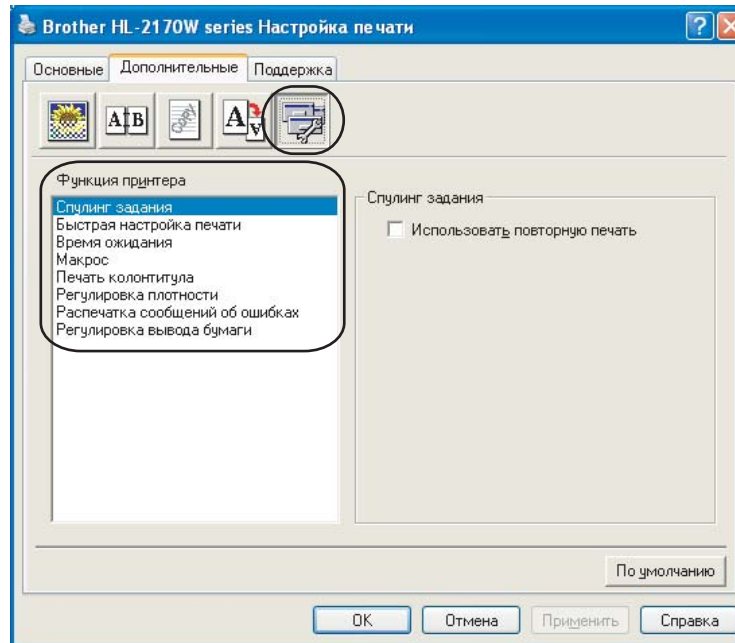 Brother HL-2170W series Настройка печати
Основные Дополнительные Поддержка
A B copy A A
Функция принтера
Спулинг задания
Быстрая настройка печати
Время ожидания
Макрос
Печать колонтитула
Регулировка плотности
Распечатка сообщений об ошибках
Регулировка вывода бумаги
Спулинг задания
Использовать повторную печать
По умолчанию
OK Отмена Применить Справка